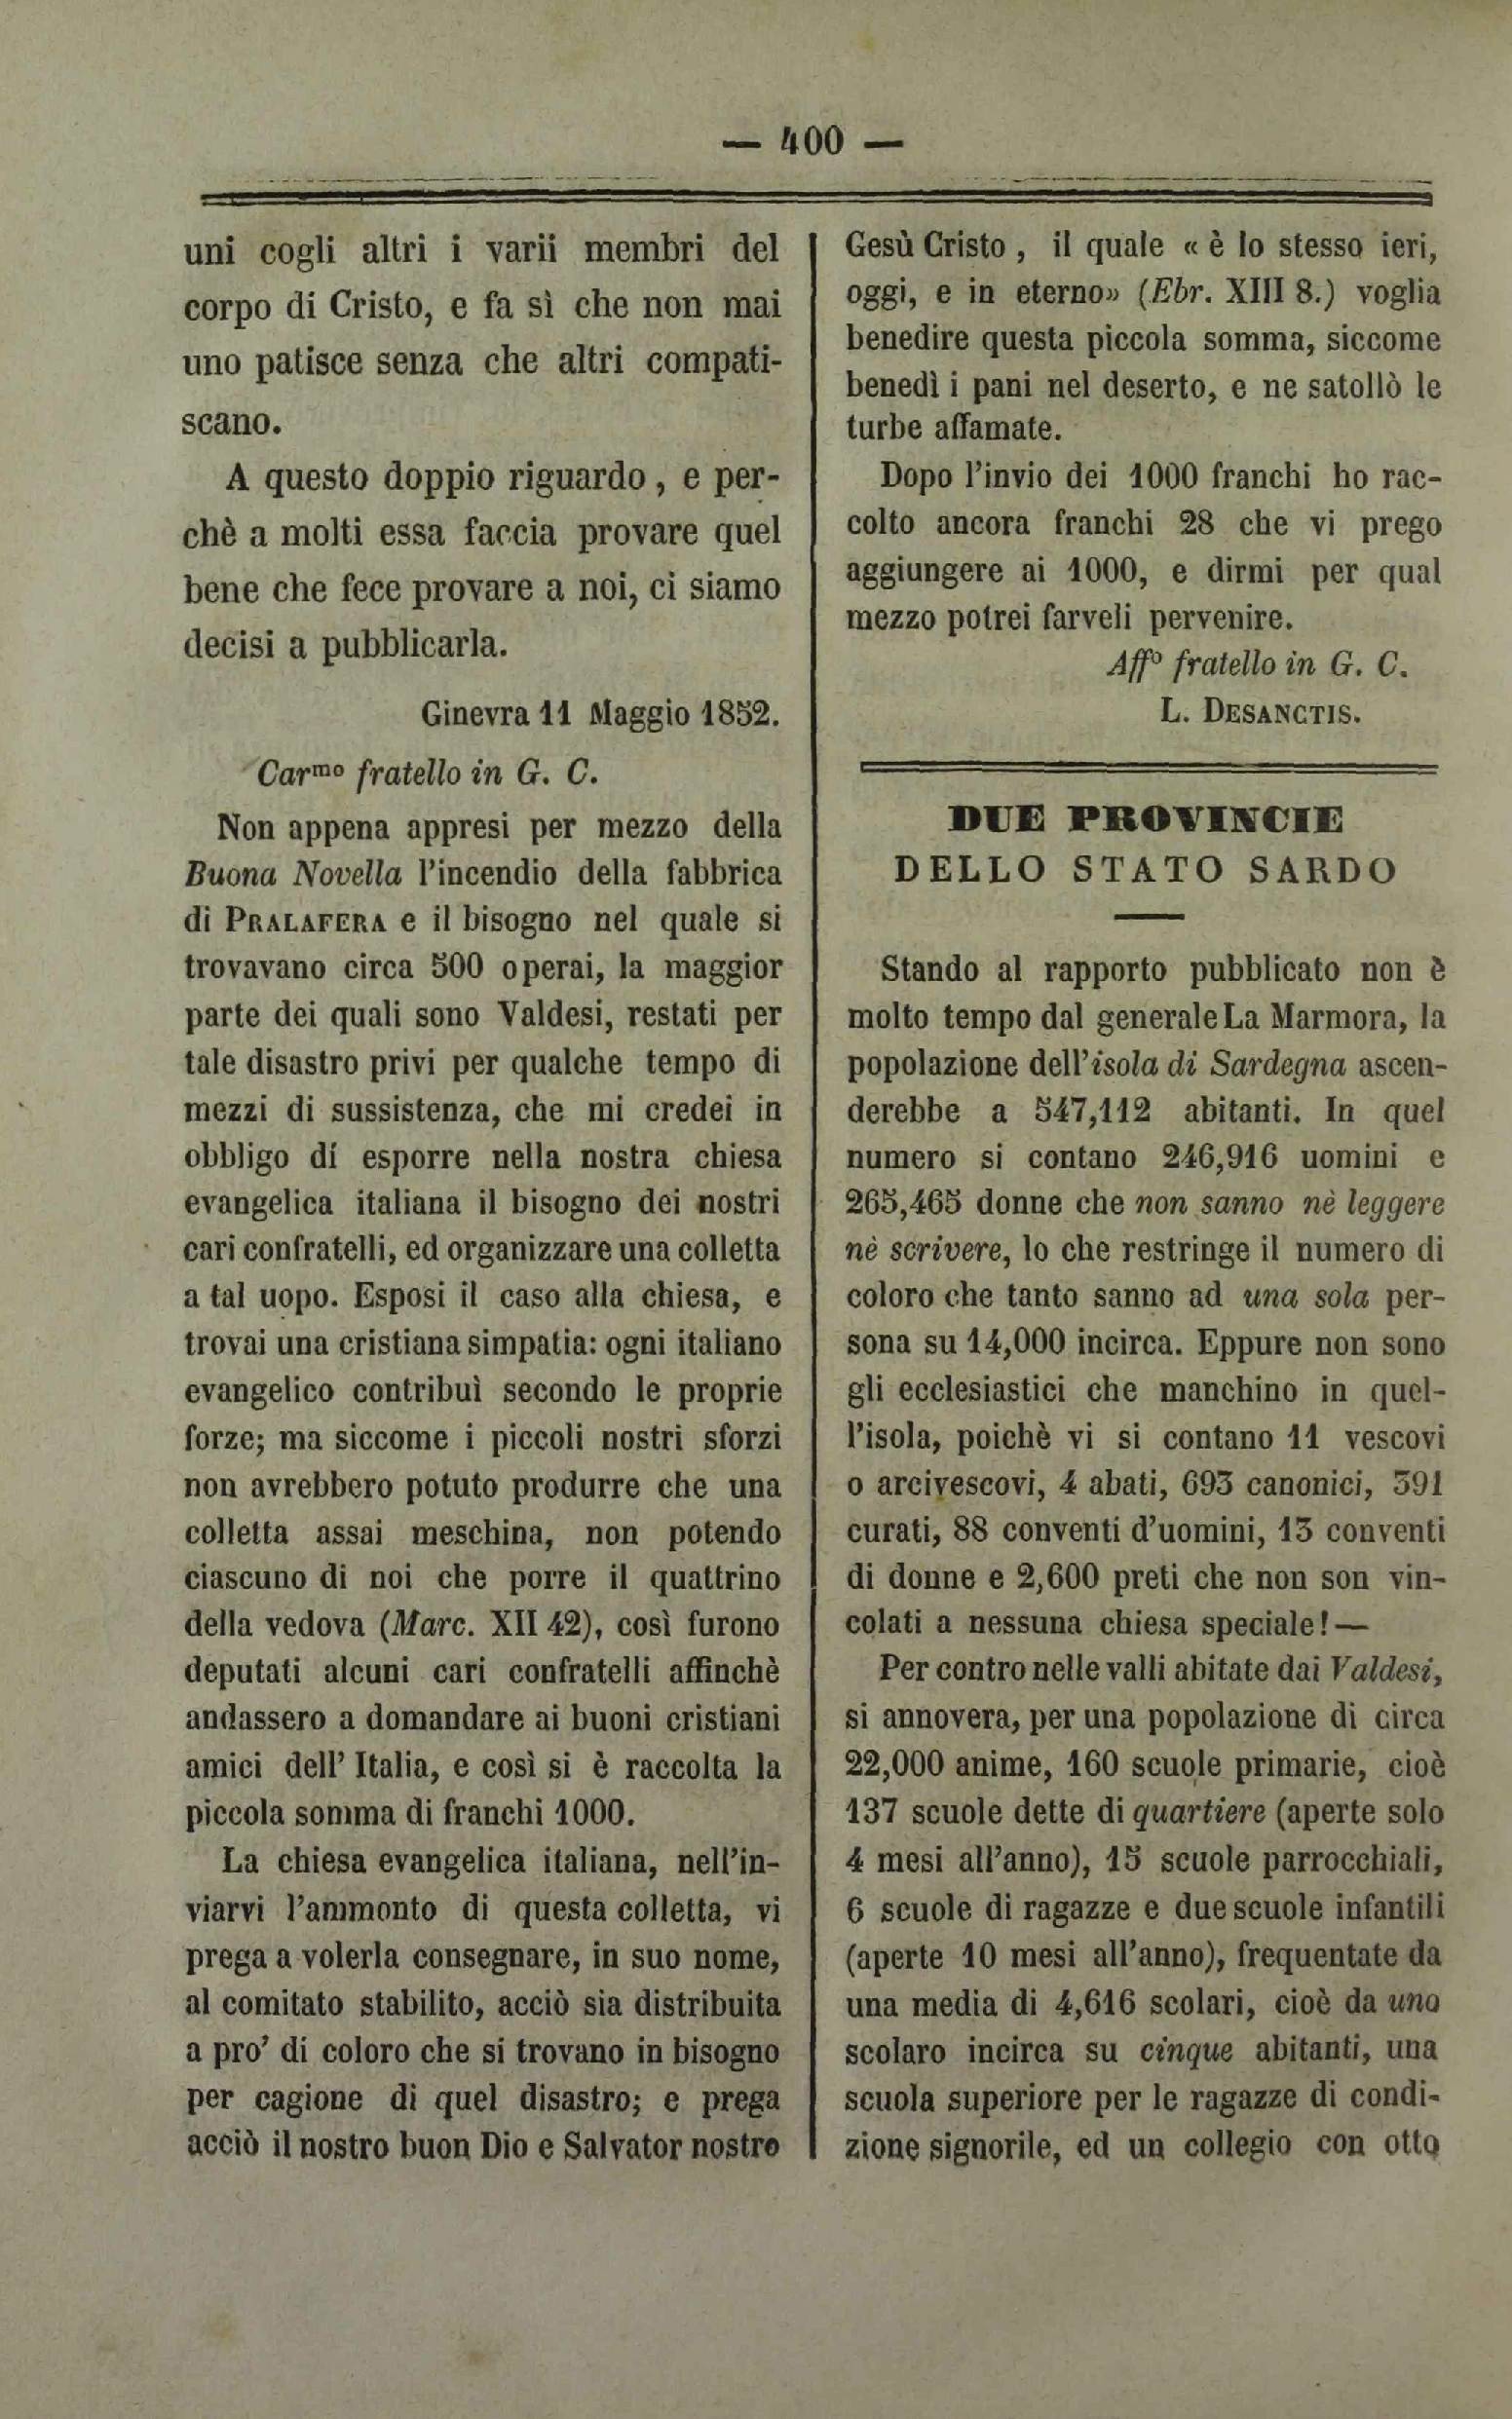 — 400 —
uni cogli altri i varii membri del
corpo di Cristo, e fa sì che non mai
uno patisce senza che altri compati-
scano.
A questo doppio riguardo, e per-
chè a molti essa faccia provare quel
bene che fece provare a noi, ci siamo
decisi a pubblicarla.
Ginevra 11 Maggio 1852.
Carmo fratello in G. C.
Non appena appresi per mezzo della
Buona Novella l'incendio della fabbrica
di PRALAFERA e il bisogno nel quale si
trovavano circa 500 operai, la maggior
parte dei quali sono Valdesi, restati per
tale disastro privi per qualche tempo di
mezzi di sussistenza, che mi credei in
obbligo dí esporre nella nostra chiesa
evangelica italiana il bisogno dei nostri
cari confratelli, ed organizzare una colletta
a tal uopo. Esposi il caso alla chiesa, e
trovai una cristiana simpatia: ogni italiano
evangelico contribuì secondo le proprie
forze; ma siccome i piccoli nostri sforzi
non avrebbero potuto produrre che una
colletta assai meschina, non potendo
ciascuno di noi che porre il quattrino
della vedova (Marc. XII 42), così furono
deputati alcuni cari confratelli affinchè
andassero a domandare ai buoni cristiani
amici dell' Italia, e così si è raccolta la
piccola somma di franchi 1000.
La chiesa evangelica italiana, nell'in-
viarvi l'ammonto di questa colletta, vi
prega a volerla consegnare, in suo nome,
al comitato stabilito, acciò sia distribuita
a pro' di coloro che si trovano in bisogno
per cagione di quel disastro; e prega
acciò il nostro buon Dio e Salvator nostro
Gesù Cristo, il quale « è lo stesso ieri,
oggi, e in eterno» (Ebr. XIII 8.) voglia
benedire questa piccola somma, siccome
benedì i pani nel deserto, e ne satollò le
turbe affamate.
Dopo l'invio dei 1000 franchi ho rac-
colto ancora franchi 28 che vi prego
aggiungere ai 1000, e dirmi per qual
mezzo potrei farveli pervenire.
Affo fratello in G. C.
L. DESANCTIS.
DUE PROVINCIE
DELLO STATO SARDO
Stando al rapporto pubblicato non è
molto tempo dal generale La Marmora, la
popolazione dell'isola di Sardegna ascen-
derebbe a 547,112 abitanti. In quel
numero si contano 246,916 uomini e
265,465 donne che non sanno nè leggere
nè scrivere, lo che restringe il numero di
coloro che tanto sanno ad una sola per-
sona su 14,000 incirca. Eppure non sono
gli ecclesiastici che manchino in quel-
l'isola, poichè vi si contano 11 vescovi
o arcivescovi, 4 abati, 693 canonici, 391
curati, 88 conventi d'uomini, 13 conventi
di donne e 2,600 preti che non son vin-
colati a nessuna chiesa speciale! —
Per contro nelle valli abitate dai Valdesi,
si annovera, per una popolazione di circa
22,000 anime, 160 scuole primarie, cioè
137 scuole dette di quartiere (aperte solo
4 mesi all'anno), 15 scuole parrocchiali,
6 scuole di ragazze e due scuole infantili
(aperte 10 mesi all'anno), frequentate da
una media di 4,616 scolari, cioè da uno
scolaro incirca su cinque abitanti, una
scuola superiore per le ragazze di condi-
zione signorile, ed un collegio con otto